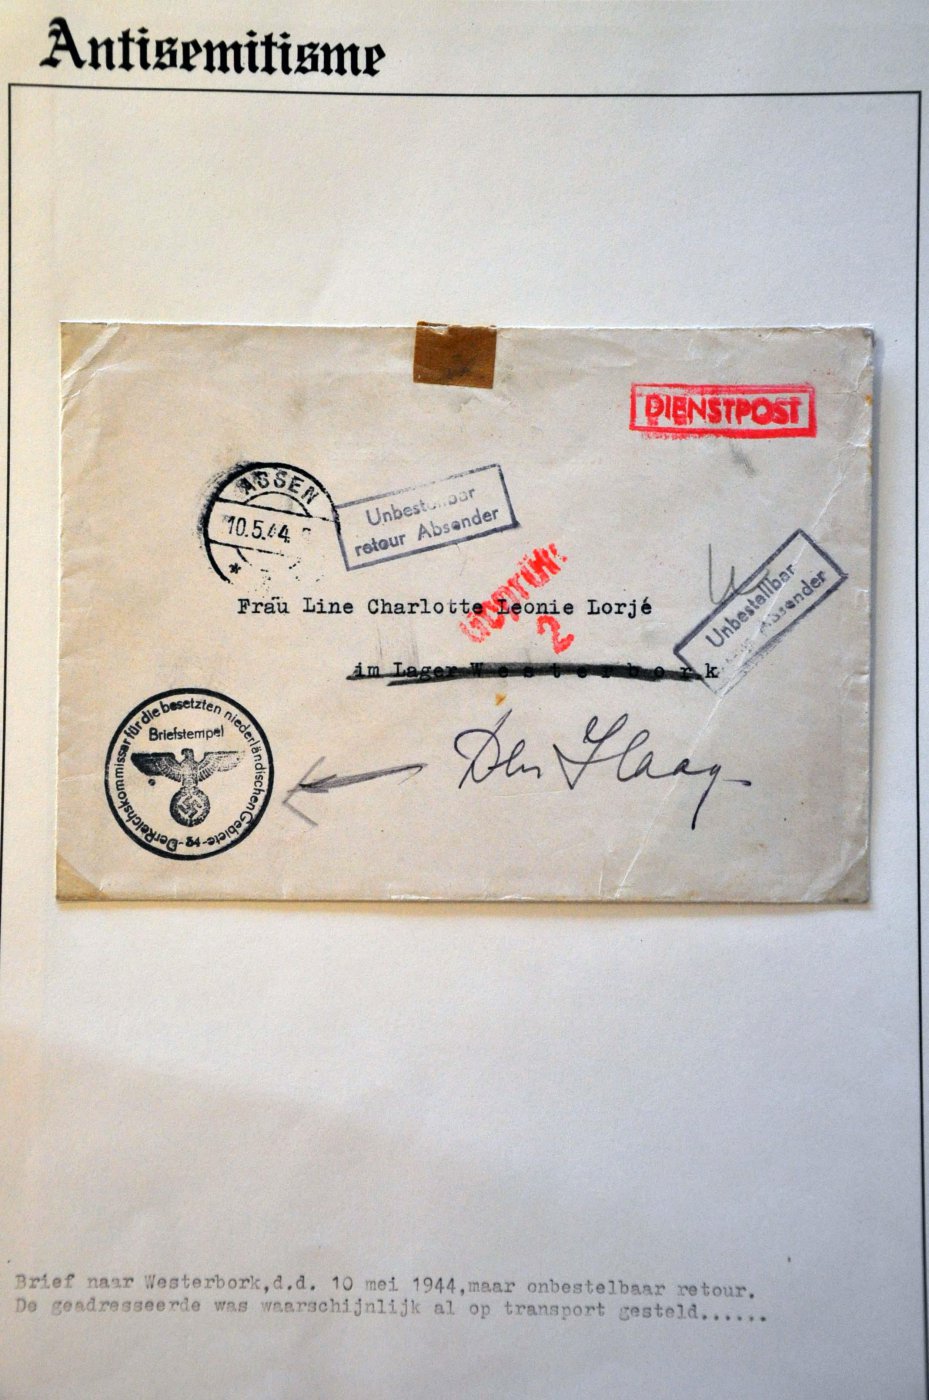 Antisemitisme
DIENSTPOST
ASSEN
10.5.44
Unbestellbar
retour Absender
Geprüft
2
Unbestellbar
Absender
Frau Line Charlotte Leonie Lorjé
im Lager Westerbork
Den Haag
Der Reichskommissar für die besetzten niederländischen Gebiete
Briefstempel
Brief naar Westerbork,d.d. 10 mei 1944,maar onbestelbaar retour.
De geadresseerde was waarschijnlijk al op transport gesteld......